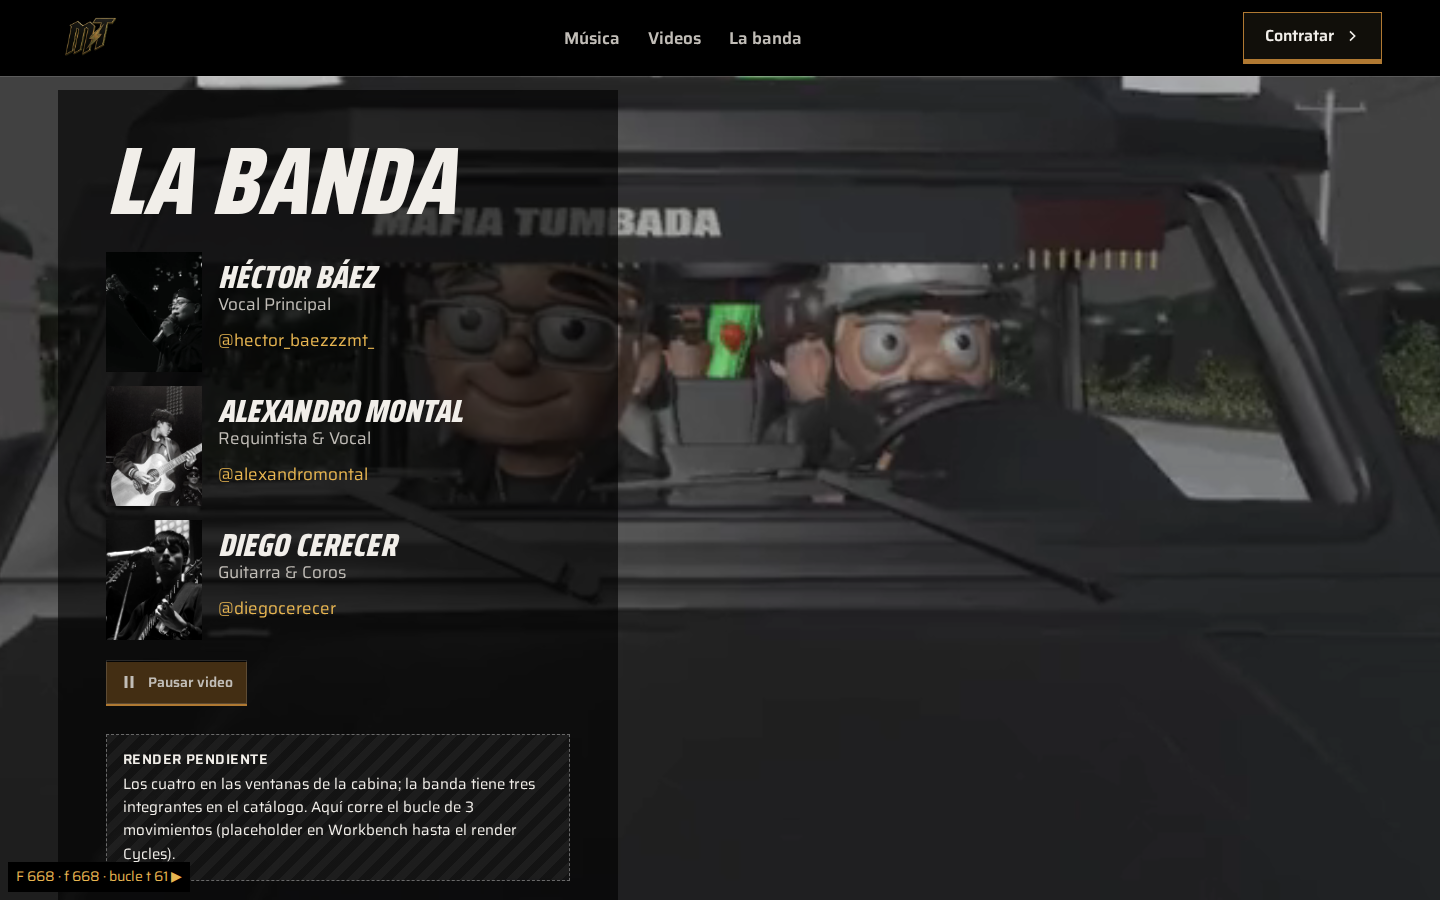 MT
Música
Videos
La banda
Contratar
LA BANDA
MAFIA TUMBADA
HÉCTOR BÁEZ
Vocal Principal
@hector_baezzzmt_
ALEXANDRO MONTAL
Requintista & Vocal
@alexandromontal
DIEGO CERECER
Guitarra & Coros
@diegocerecer
Pausar video
RENDER PENDIENTE
Los cuatro en las ventanas de la cabina; la banda tiene tres
integrantes en el catálogo. Aquí corre el bucle de 3
movimientos (placeholder en Workbench hasta el render
Cycles).
F 668 · f 668 · bucle t 61 ▶